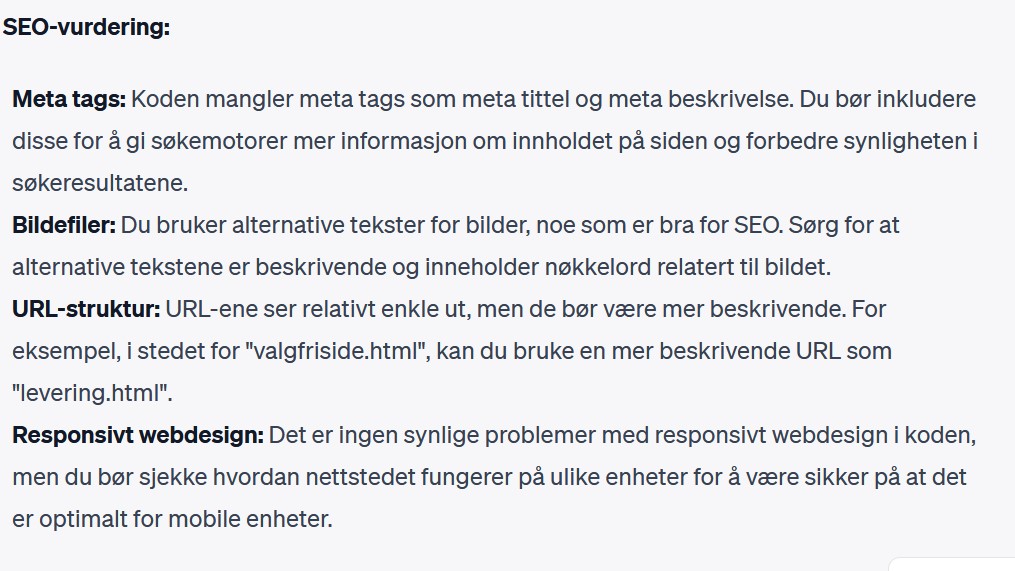 SEO-vurdering:
Meta tags: Koden mangler meta tags som meta tittel og meta beskrivelse. Du bør inkludere
disse for å gi søkemotorer mer informasjon om innholdet på siden og forbedre synligheten i
søkeresultatene.
Bildefiler: Du bruker alternative tekster for bilder, noe som er bra for SEO. Sørg for at
alternative tekstene er beskrivende og inneholder nøkkelord relatert til bildet.
URL-struktur: URL-ene ser relativt enkle ut, men de bør være mer beskrivende. For
eksempel, i stedet for "valgfriside.html", kan du bruke en mer beskrivende URL som
"levering.html".
Responsivt webdesign: Det er ingen synlige problemer med responsivt webdesign i koden,
men du bør sjekke hvordan nettstedet fungerer på ulike enheter for å være sikker på at det
er optimalt for mobile enheter.